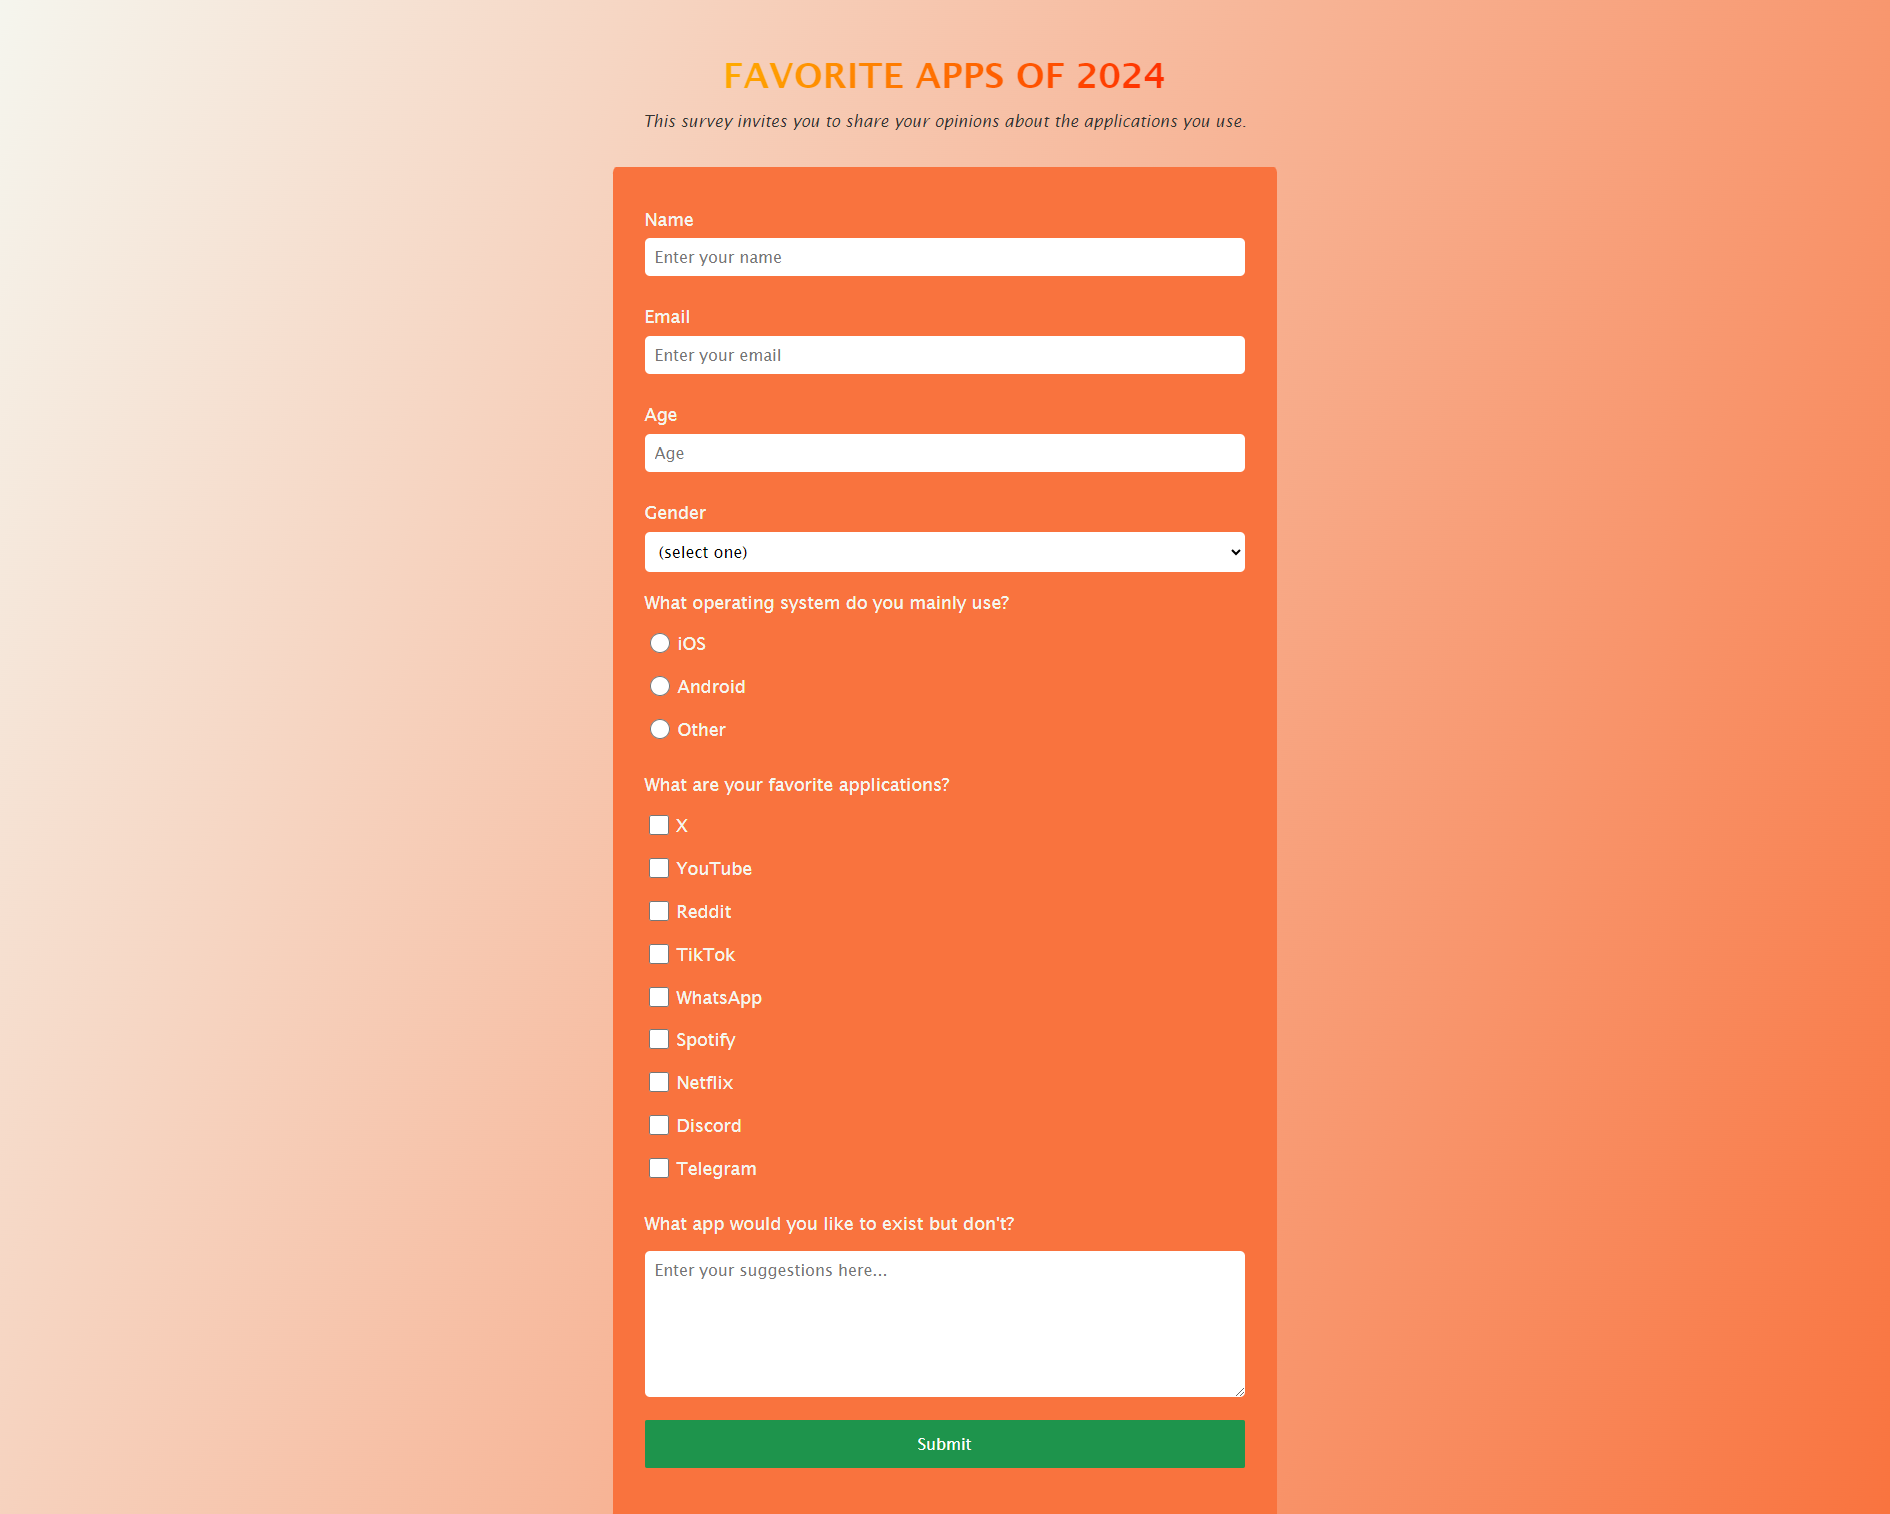 FAVORITE APPS OF 2024
This survey invites you to share your opinions about the applications you use.
Name
Enter your name
Email
Enter your email
Age
Age
Gender
(select one)
What operating system do you mainly use?
iOS
Android
Other
What are your favorite applications?
X
YouTube
Reddit
TikTok
WhatsApp
Spotify
Netflix
Discord
Telegram
What app would you like to exist but don't?
Enter your suggestions here...
Submit